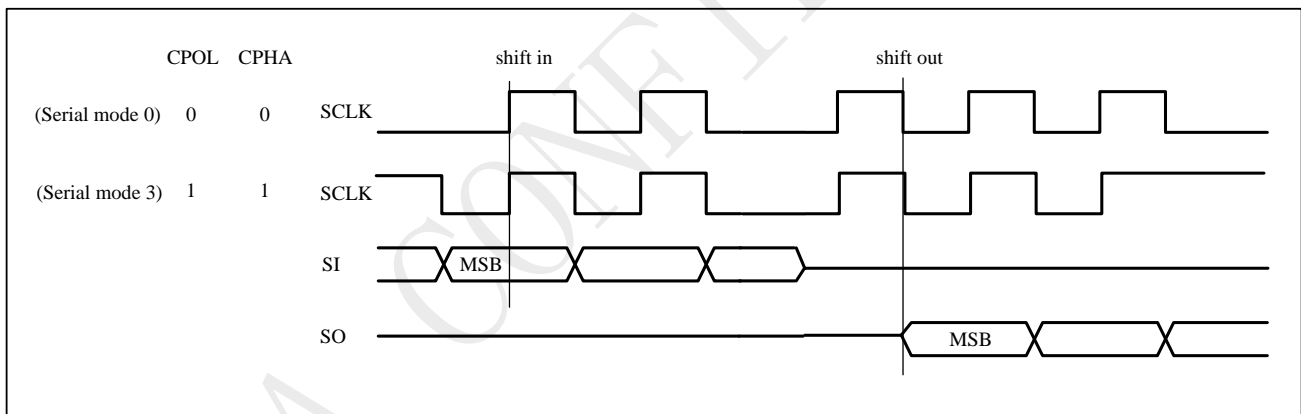 CPOL CPHA shift in shift out
(Serial mode 0) 0 0 SCLK
(Serial mode 3) 1 1 SCLK
SI MSB
SO MSB